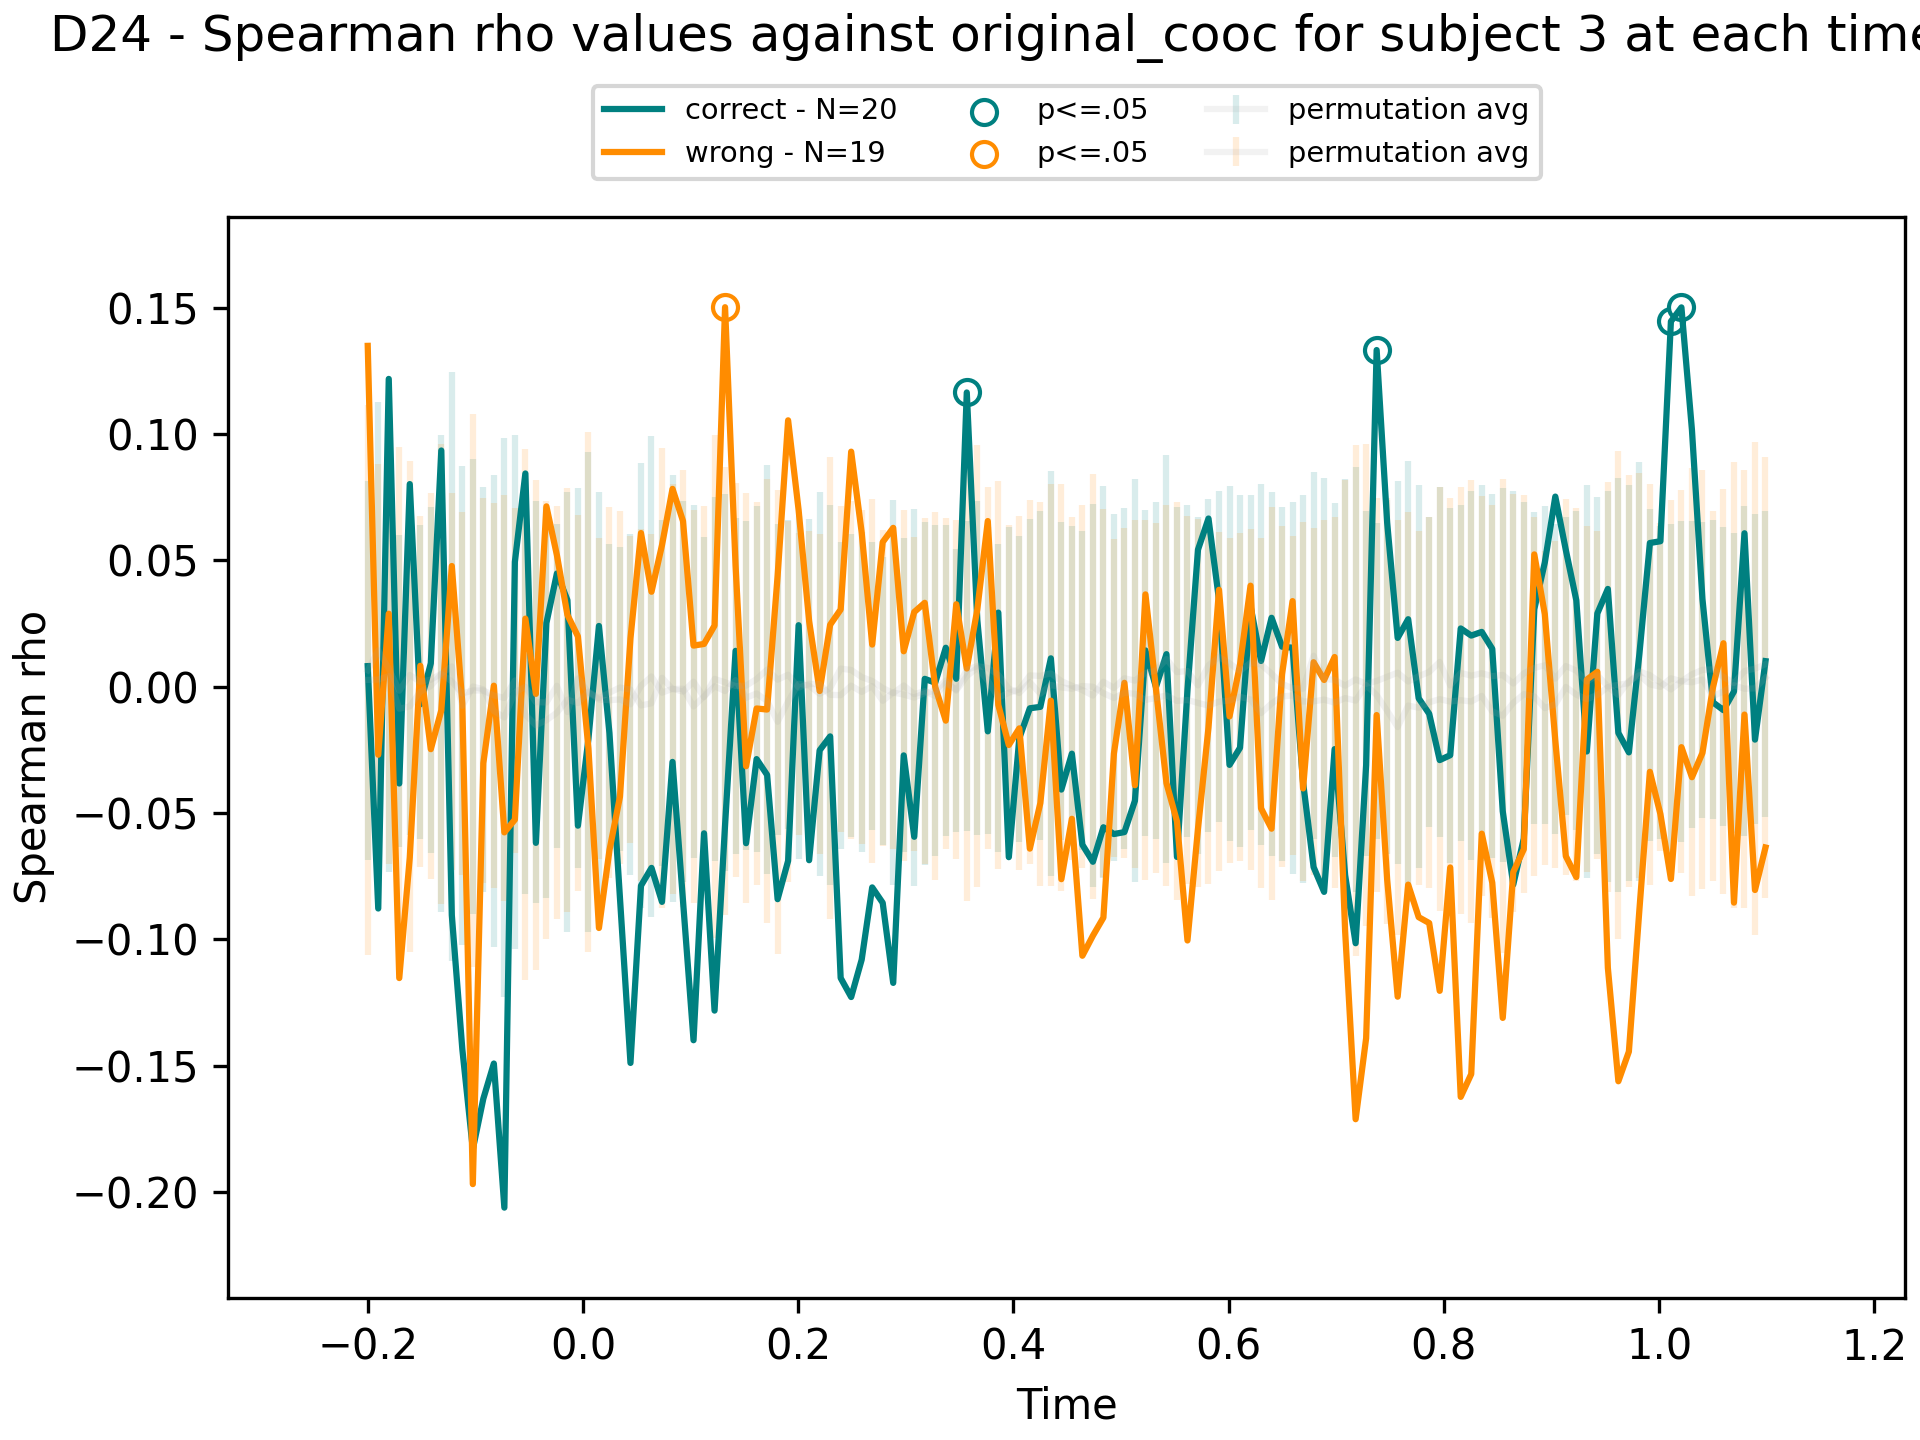 D24 - Spearman rho values against original_cooc for subject 3 at each time
correct - N=20 p<=.05 permutation avg
wrong - N=19 p<=.05 permutation avg
0.15
0.10
0.05
0.00
−0.05
−0.10
−0.15
−0.20
Spearman rho
−0.2 0.0 0.2 0.4 0.6 0.8 1.0 1.2
Time